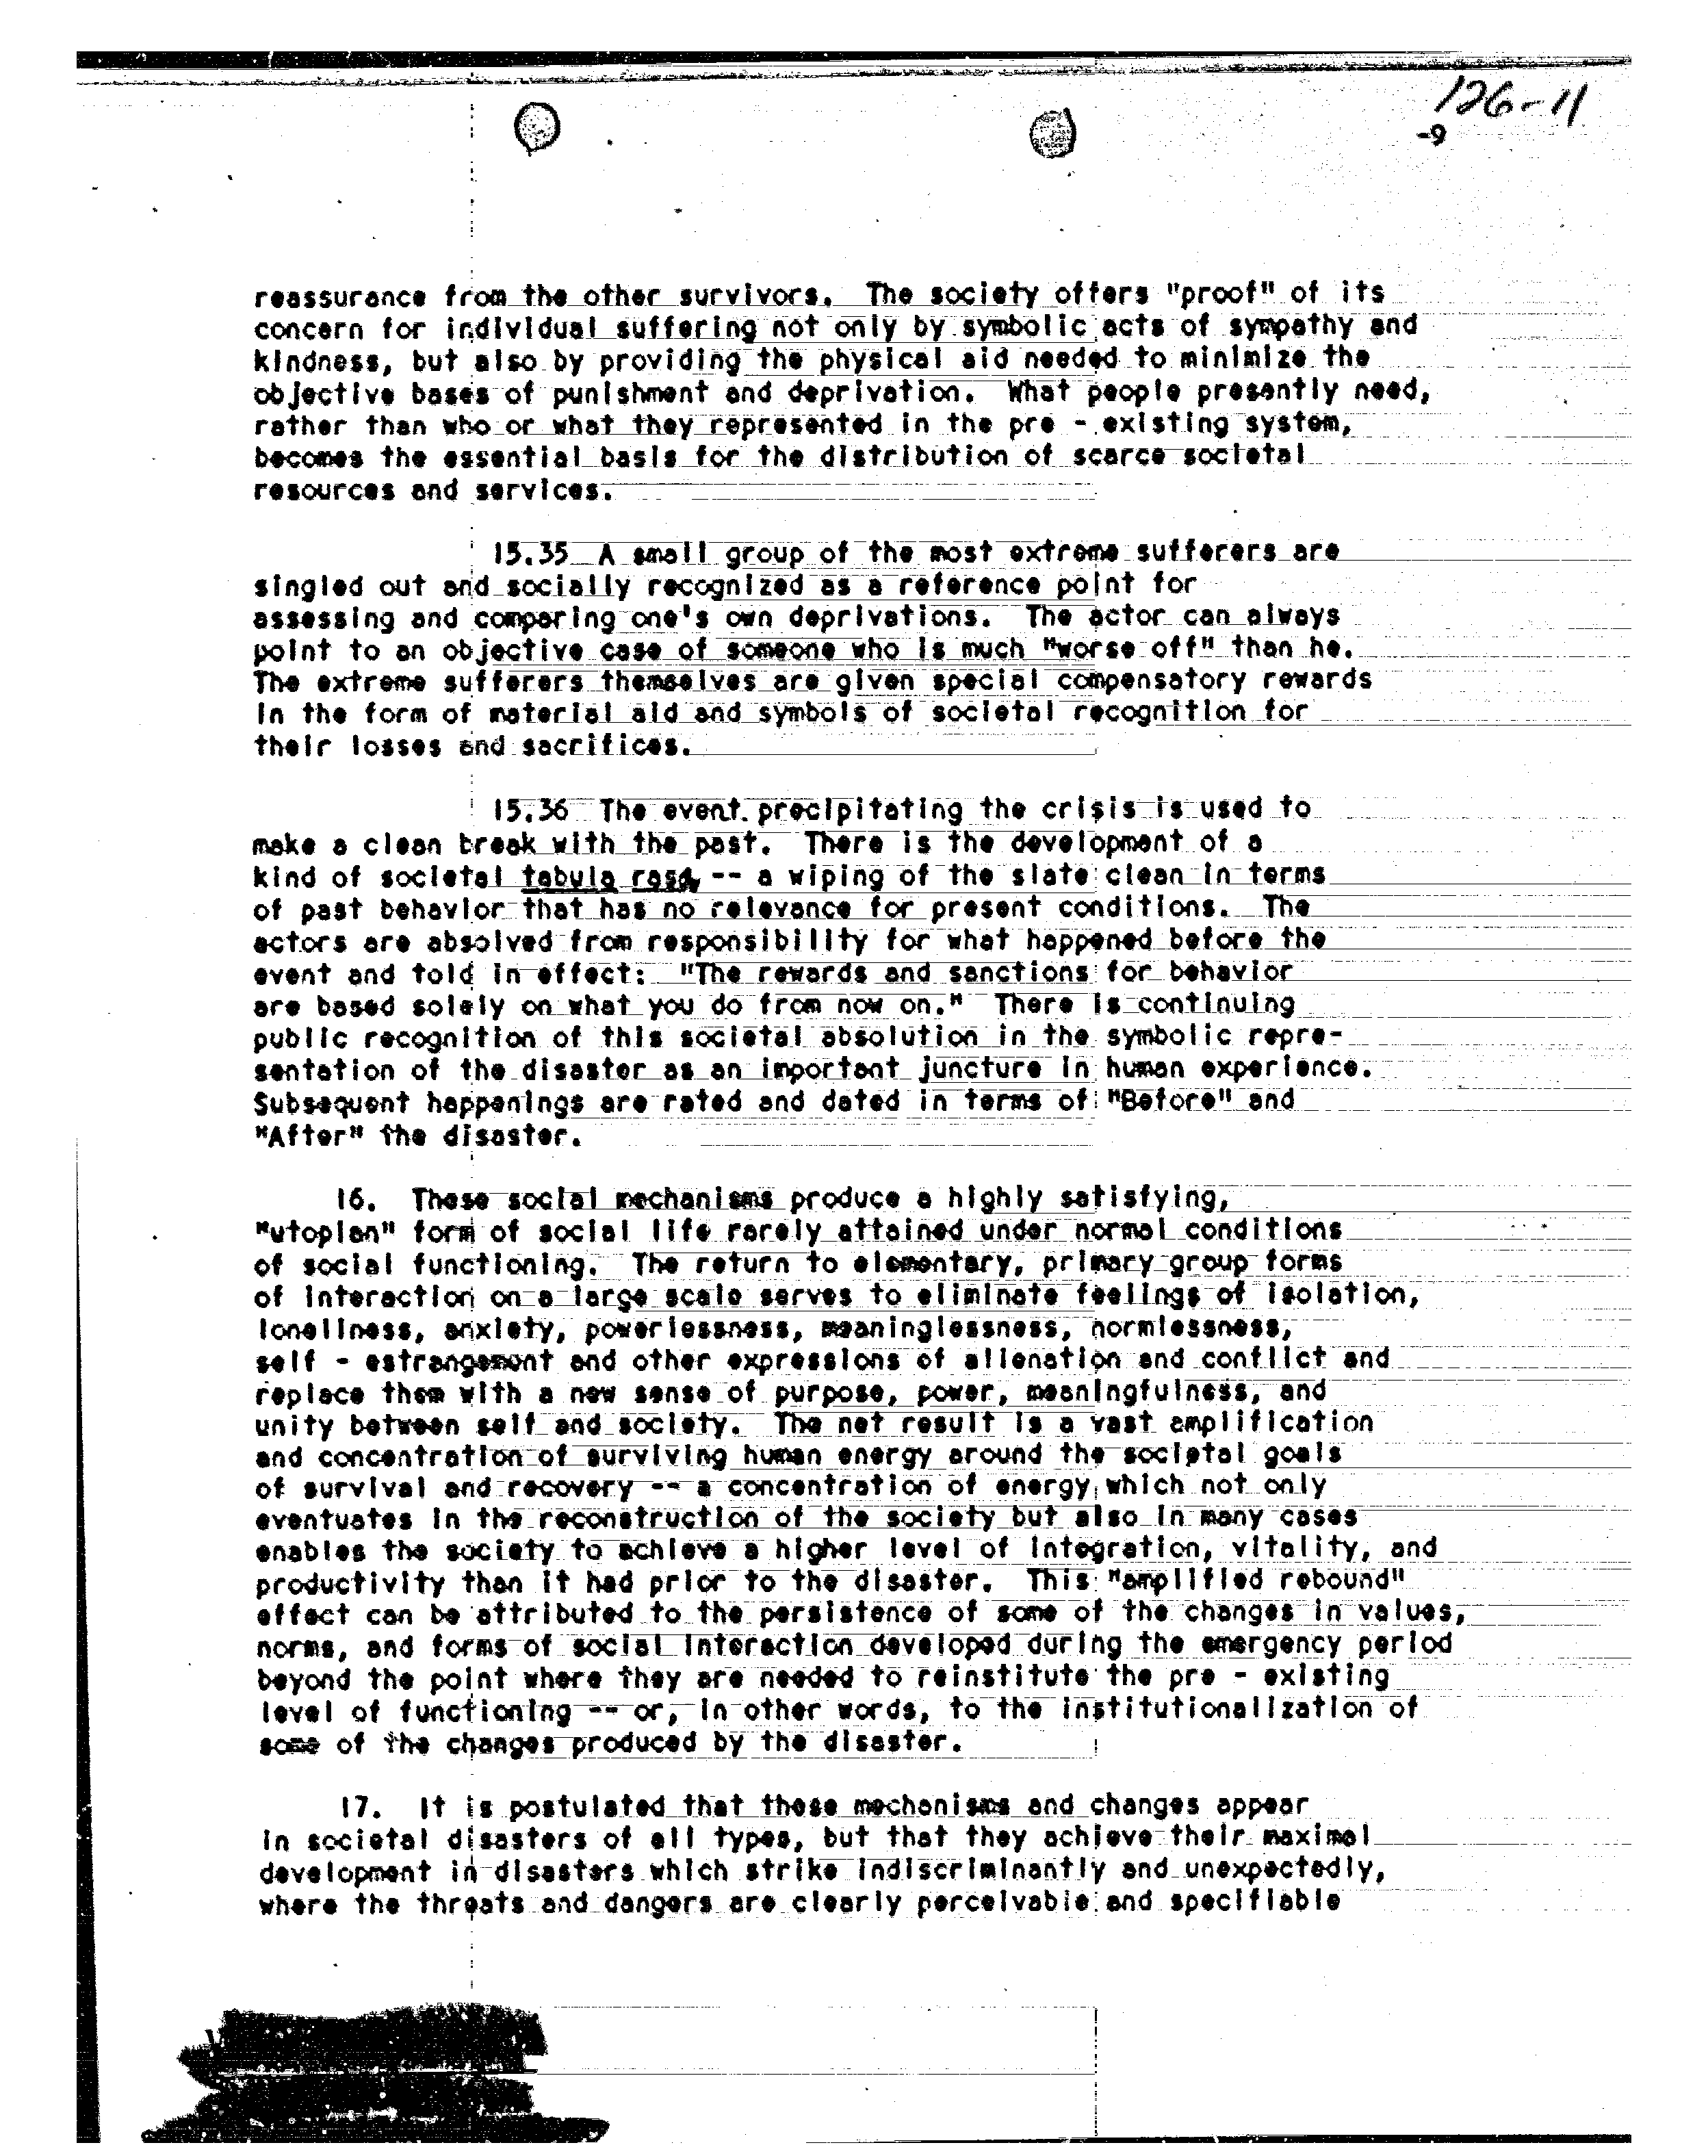 126-11
-9
reassurance from the other survivors. The society offers "proof" of its
concern for individual suffering not only by symbolic acts of sympathy and
kindness, but also by providing the physical aid needed to minimize the
objective bases of punishment and deprivation. What people presently need,
rather than who or what they represented in the pre - existing system,
becomes the essential basis for the distribution of scarce societal
resources and services.
15.35 A small group of the most extreme sufferers are
singled out and socially recognized as a reference point for
assessing and comparing one's own deprivations. The actor can always
point to an objective case of someone who is much "worse off" than he.
The extreme sufferers themselves are given special compensatory rewards
in the form of material aid and symbols of societal recognition for
their losses and sacrifices.
15.36 The event precipitating the crisis is used to
make a clean break with the past. There is the development of a
kind of societal tabula rasa -- a wiping of the slate clean in terms
of past behavior that has no relevance for present conditions. The
actors are absolved from responsibility for what happened before the
event and told in effect: "The rewards and sanctions for behavior
are based solely on what you do from now on." There is continuing
public recognition of this societal absolution in the symbolic repre-
sentation of the disaster as an important juncture in human experience.
Subsequent happenings are rated and dated in terms of "Before" and
"After" the disaster.
16. These social mechanisms produce a highly satisfying,
"utopian" form of social life rarely attained under normal conditions
of social functioning. The return to elementary, primary group forms
of interaction on a large scale serves to eliminate feelings of isolation,
loneliness, anxiety, powerlessness, meaninglessness, normlessness,
self - estrangement and other expressions of alienation and conflict and
replace them with a new sense of purpose, power, meaningfulness, and
unity between self and society. The net result is a vast amplification
and concentration of surviving human energy around the societal goals
of survival and recovery -- a concentration of energy which not only
eventuates in the reconstruction of the society but also in many cases
enables the society to achieve a higher level of integration, vitality, and
productivity than it had prior to the disaster. This "amplified rebound"
effect can be attributed to the persistence of some of the changes in values,
norms, and forms of social interaction developed during the emergency period
beyond the point where they are needed to reinstitute the pre - existing
level of functioning -- or, in other words, to the institutionalization of
some of the changes produced by the disaster.
17. It is postulated that these mechanisms and changes appear
in societal disasters of all types, but that they achieve their maximal
development in disasters which strike indiscriminantly and unexpectedly,
where the threats and dangers are clearly perceivable and specifiable